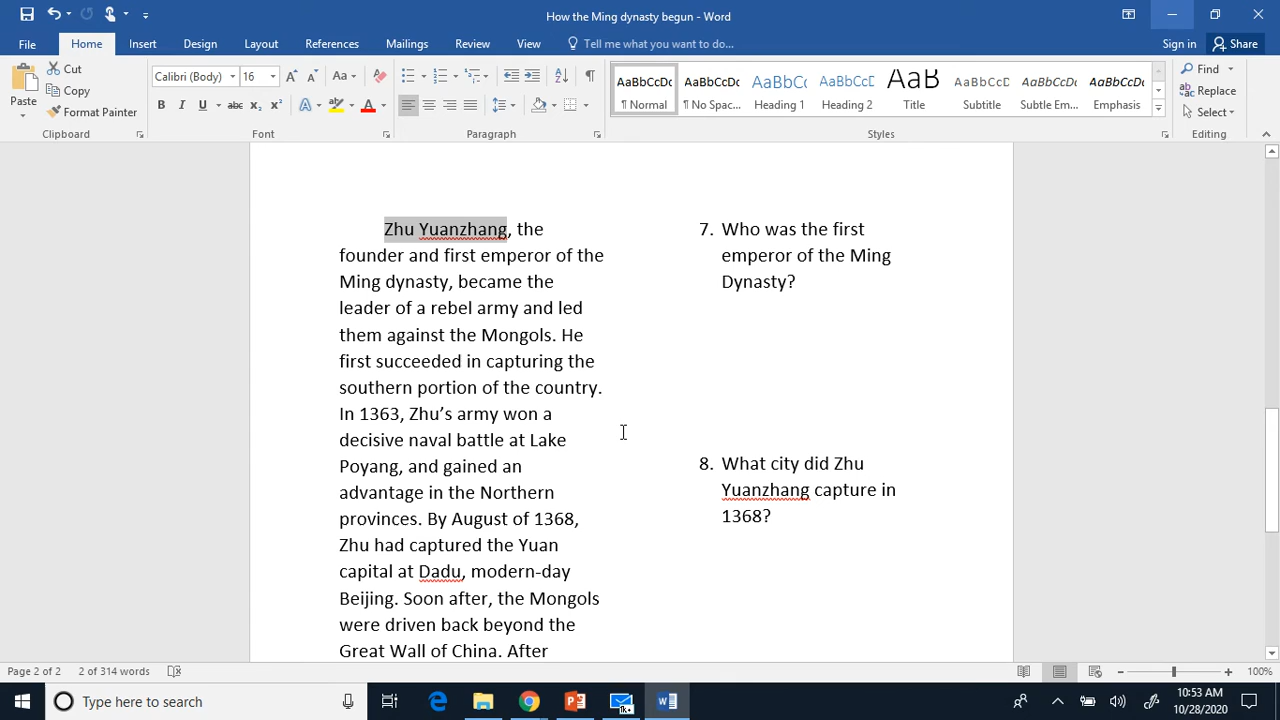 How the Ming dynasty begun - Word
File Home Insert Design Layout References Mailings Review View Tell me what you want to do... Sign in Share
Paste
Cut
Copy
Format Painter
Clipboard
Calibri (Body) 16 A A Aa
B I U abc X₂ X² A A
Font
Paragraph
AaBbCcDc AaBbCcDc AaBbCc AaBbCcD AaB AaBbCcD AaBbCcDc AaBbCcDc
¶ Normal ¶ No Spac... Heading 1 Heading 2 Title Subtitle Subtle Em... Emphasis
Styles
Find
Replace
Select
Editing
Zhu Yuanzhang, the
founder and first emperor of the
Ming dynasty, became the
leader of a rebel army and led
them against the Mongols. He
first succeeded in capturing the
southern portion of the country.
In 1363, Zhu’s army won a
decisive naval battle at Lake
Poyang, and gained an
advantage in the Northern
provinces. By August of 1368,
Zhu had captured the Yuan
capital at Dadu, modern-day
Beijing. Soon after, the Mongols
were driven back beyond the
Great Wall of China. After
7. Who was the first
emperor of the Ming
Dynasty?
8. What city did Zhu
Yuanzhang capture in
1368?
Page 2 of 2 2 of 314 words 100%
Type here to search
1k+
10:53 AM
10/28/2020